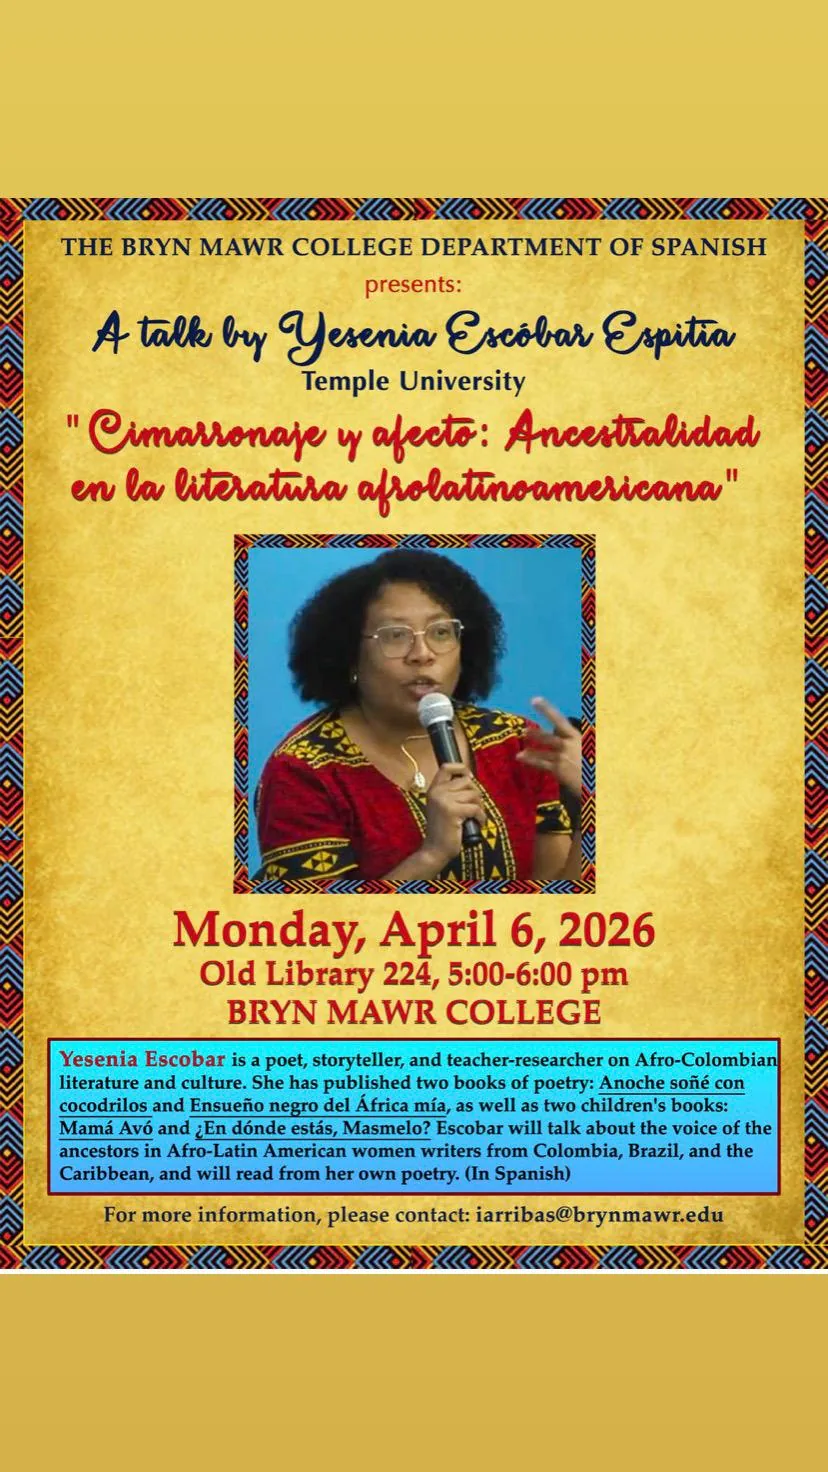 THE BRYN MAWR COLLEGE DEPARTMENT OF SPANISH
presents:
A talk by Yesenia Escóbar Espitia
Temple University
"Cimarronaje y afecto: Ancestralidad
en la literatura afrolatinoamericana"
Monday, April 6, 2026
Old Library 224, 5:00-6:00 pm
BRYN MAWR COLLEGE
Yesenia Escobar is a poet, storyteller, and teacher-researcher on Afro-Colombian
literature and culture. She has published two books of poetry: Anoche soñé con
cocodrilos and Ensueño negro del África mía, as well as two children's books:
Mamá Avó and ¿En dónde estás, Masmelo? Escobar will talk about the voice of the
ancestors in Afro-Latin American women writers from Colombia, Brazil, and the
Caribbean, and will read from her own poetry. (In Spanish)
For more information, please contact: iarribas@brynmawr.edu